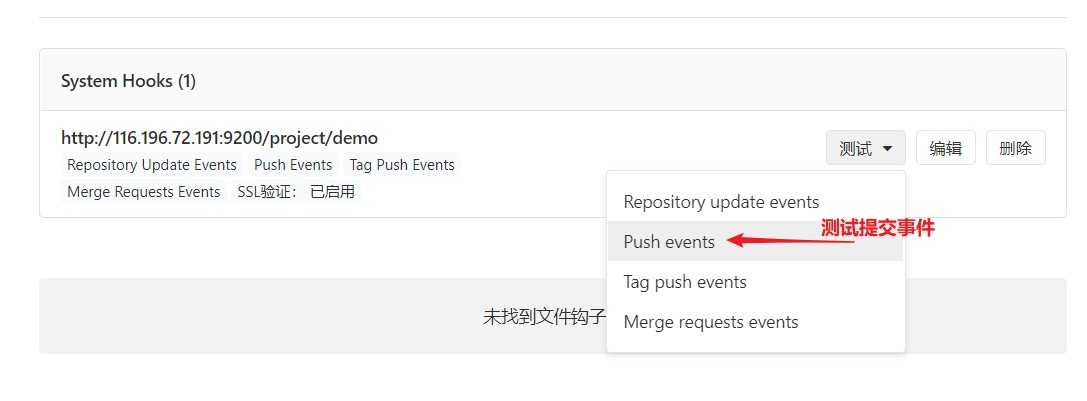 System Hooks (1)
http://116.196.72.191:9200/project/demo
测试 编辑 删除
Repository Update Events Push Events Tag Push Events
Merge Requests Events SSL验证： 已启用
Repository update events
测试提交事件
Push events
Tag push events
Merge requests events
未找到文件钩子